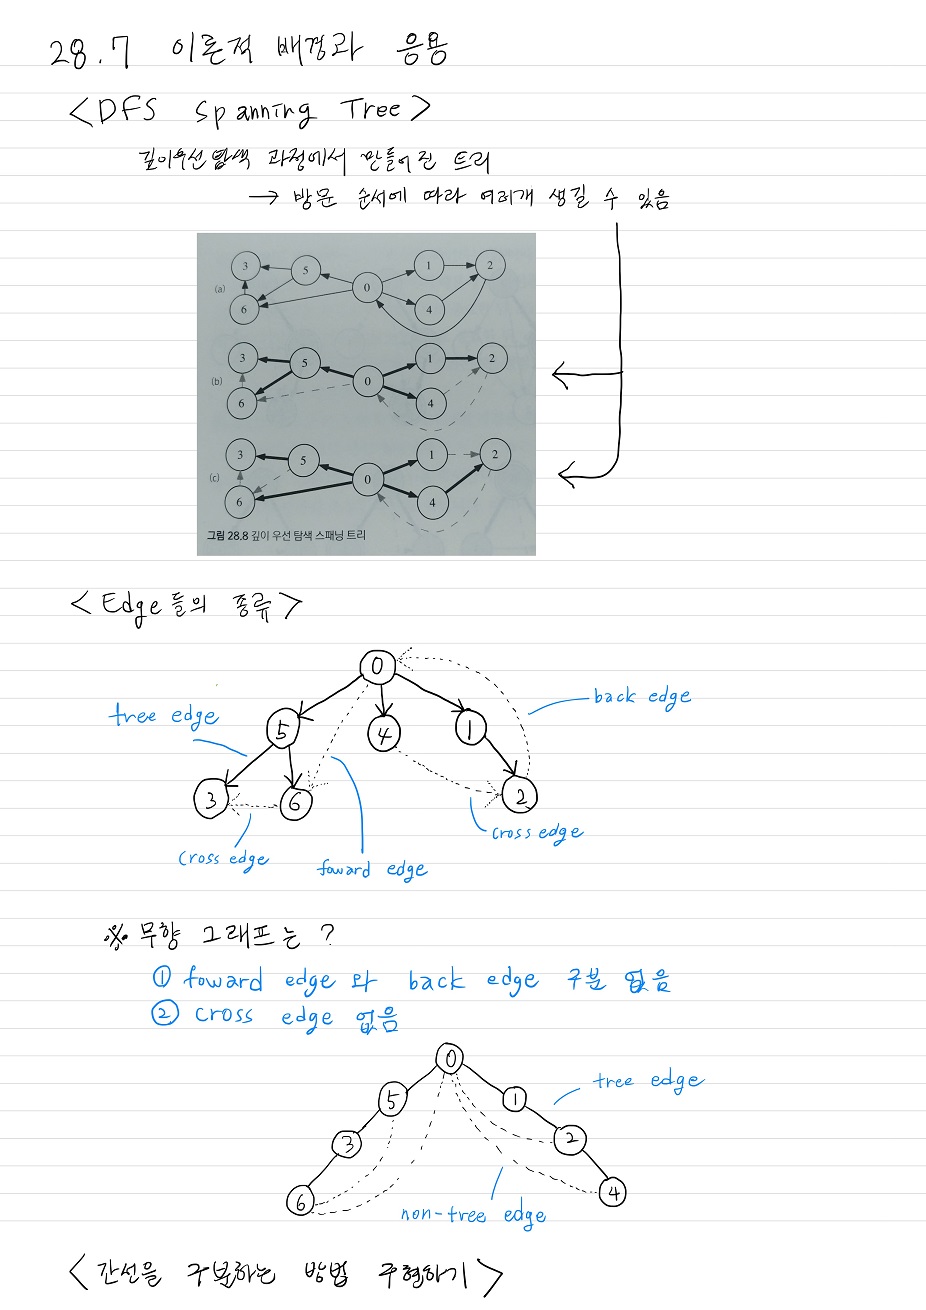 28.7 이론적 배경과 응용
<DFS Spanning Tree>
깊이우선탐색 과정에서 만들어진 트리
→ 방문 순서에 따라 여러개 생길 수 있음
3 5 1 2
(a) 0
6 4
3 5 1 2
(b) 0
6 4
3 5 1 2
(c) 0
6 4
그림 28.8 깊이 우선 탐색 스패닝 트리
<Edge들의 종류>
0
back edge
tree edge
5 4 1
3 6 2
cross edge
cross edge
foward edge
※ 무향 그래프는?
① foward edge 와 back edge 구분 없음
② cross edge 없음
0
tree edge
5 1
3 2
6 4
non-tree edge
<간선을 구분하는 방법 구현하기>